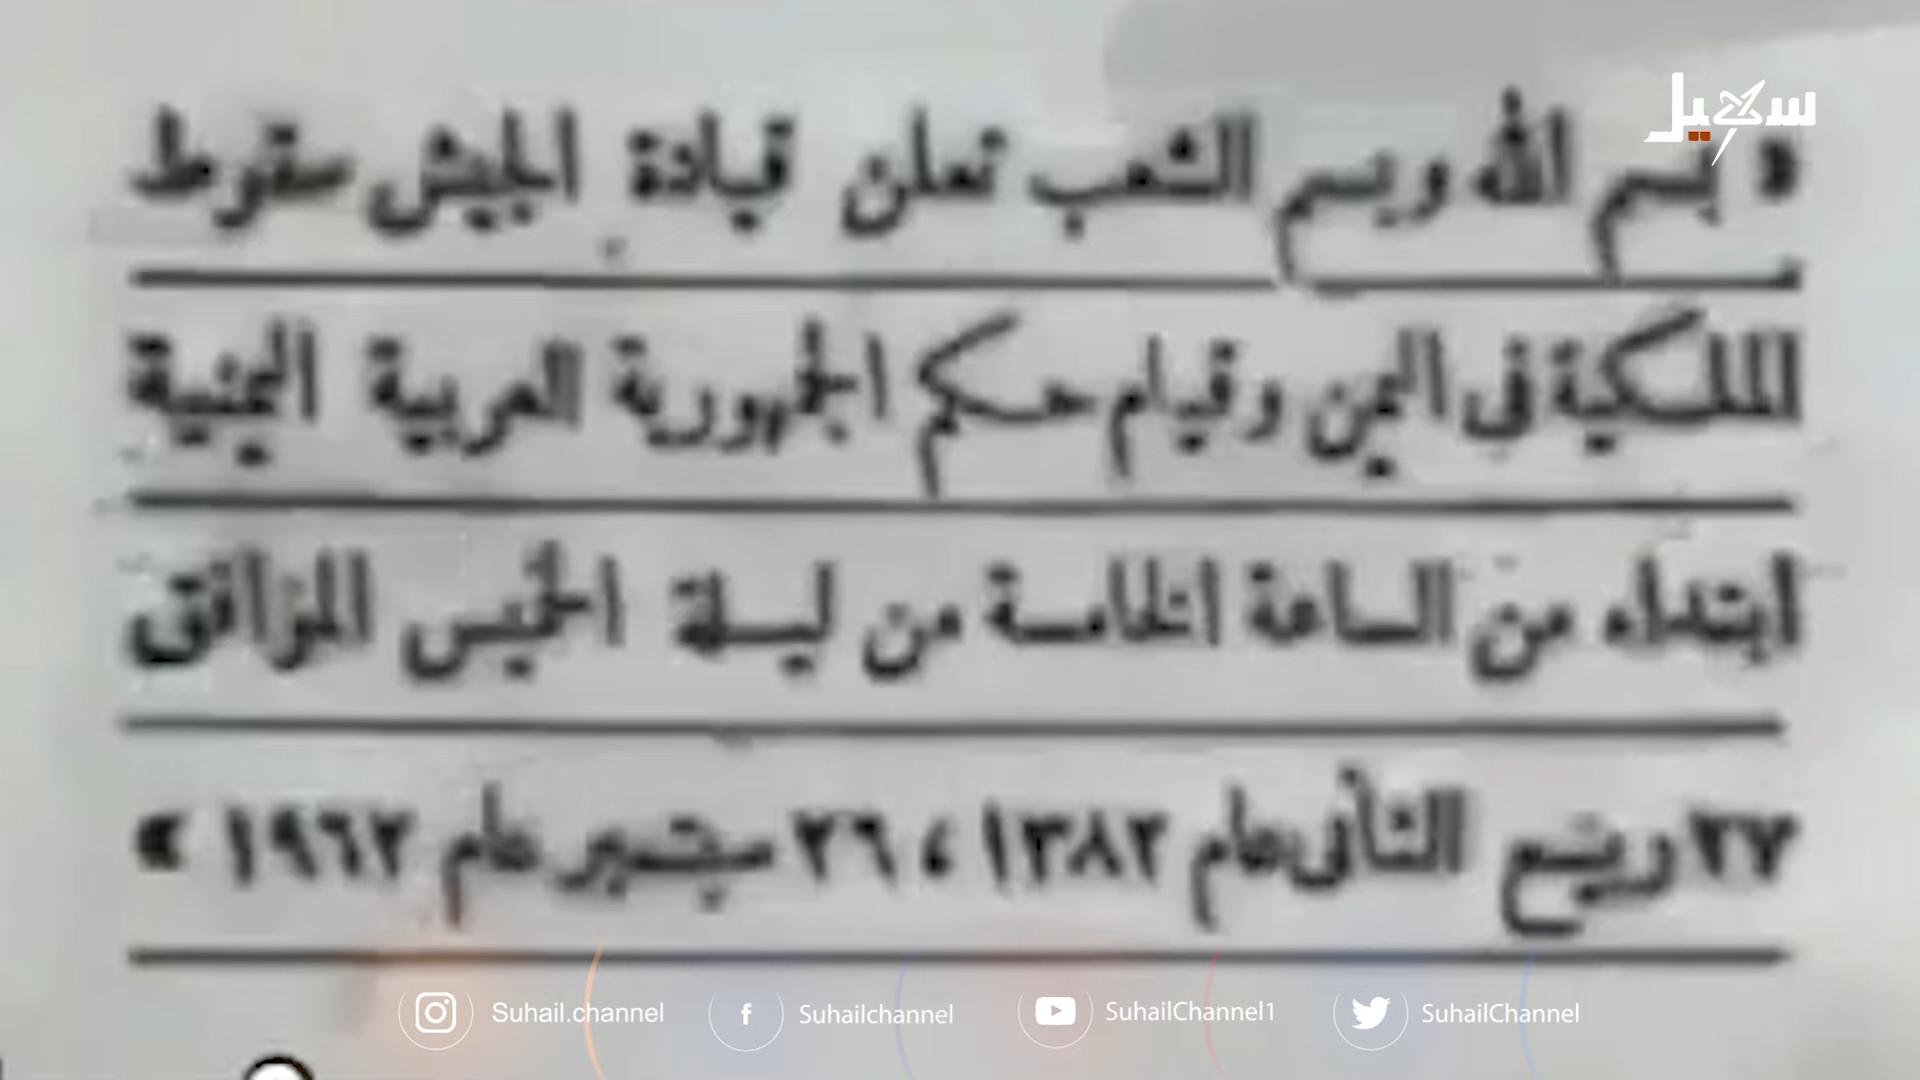 سهيل
« بسم الله وبسم الشعب تعلن قيادة الجيش سقوط
الملكية في اليمن وقيام حكم الجمهورية العربية اليمنية
ابتداء من الساعة الخامسة من ليلة الخميس الموافق
٢٧ ربيع الثاني عام ١٣٨٢ ، ٢٦ سبتمبر عام ١٩٦٢ »
Suhail.channel
Suhailchannel
SuhailChannel1
SuhailChannel